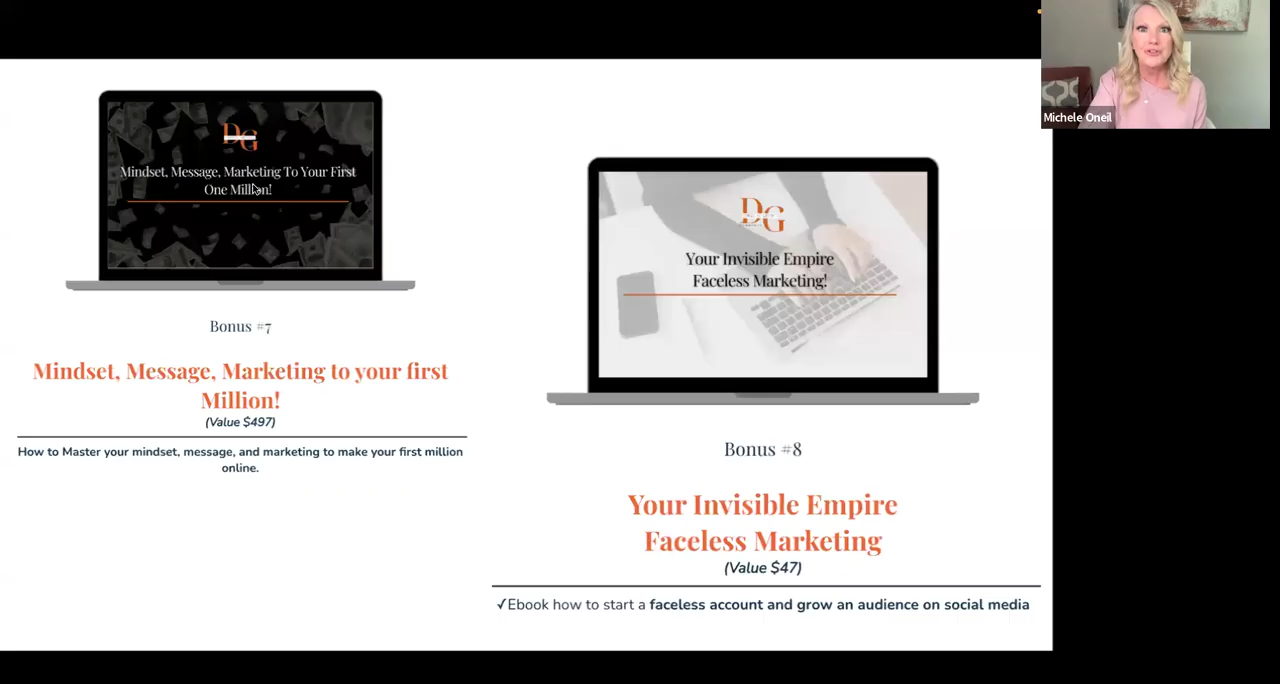 Michele Oneil
DG
Mindset, Message, Marketing To Your First
One Million!
Bonus #7
Mindset, Message, Marketing to your first
Million!
(Value $497)
How to Master your mindset, message, and marketing to make your first million
online.
DG
Your Invisible Empire
Faceless Marketing!
Bonus #8
Your Invisible Empire
Faceless Marketing
(Value $47)
✓Ebook how to start a faceless account and grow an audience on social media